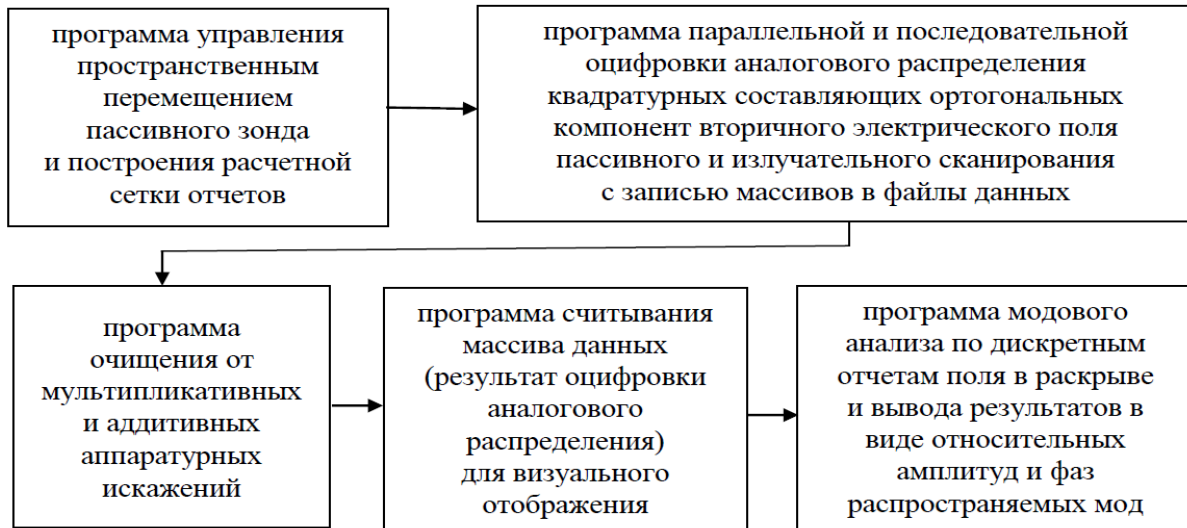 программа управления
пространственным
перемещением
пассивного зонда
и построения расчетной
сетки отчетов
программа параллельной и последовательной
оцифровки аналогового распределения
квадратурных составляющих ортогональных
компонент вторичного электрического поля
пассивного и излучательного сканирования
с записью массивов в файлы данных
программа
очищения от
мультипликативных
и аддитивных
аппаратурных
искажений
программа считывания
массива данных
(результат оцифровки
аналогового
распределения)
для визуального
отображения
программа модового
анализа по дискретным
отчетам поля в раскрыве
и вывода результатов в
виде относительных
амплитуд и фаз
распространяемых мод